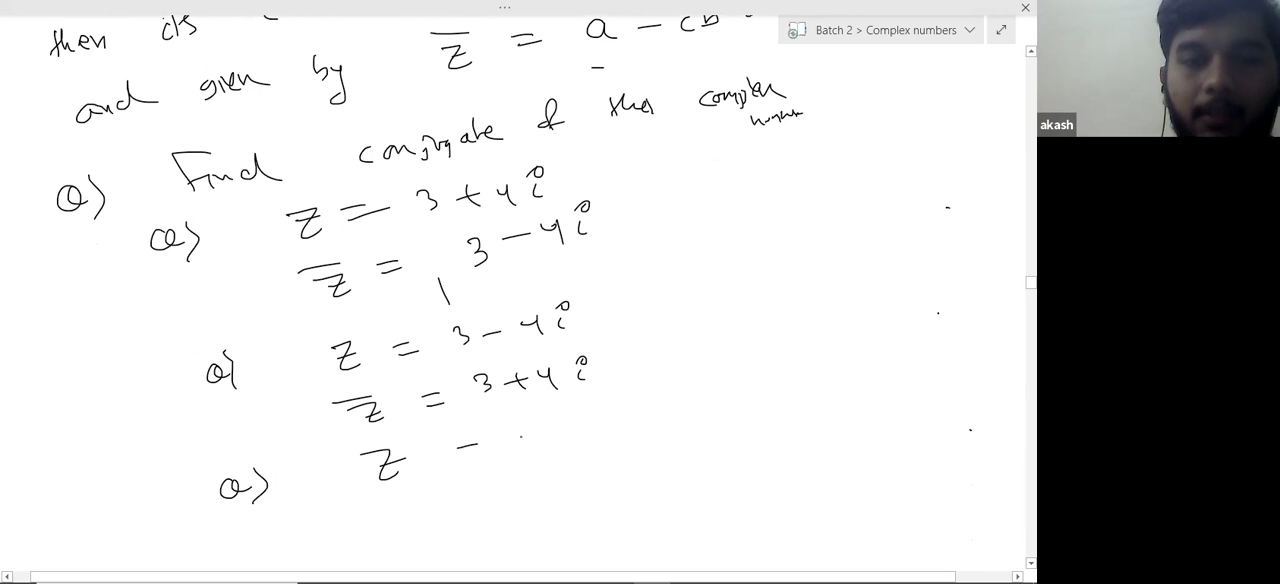 Batch 2 > Complex numbers
akash
then its
z̅ = a -
and given by
Q) Find conjugate of the complex number
Q) z = 3 + 4i
z̅ = 3 - 4i
Q) z = 3 - 4i
z̅ = 3 + 4i
Q) z -